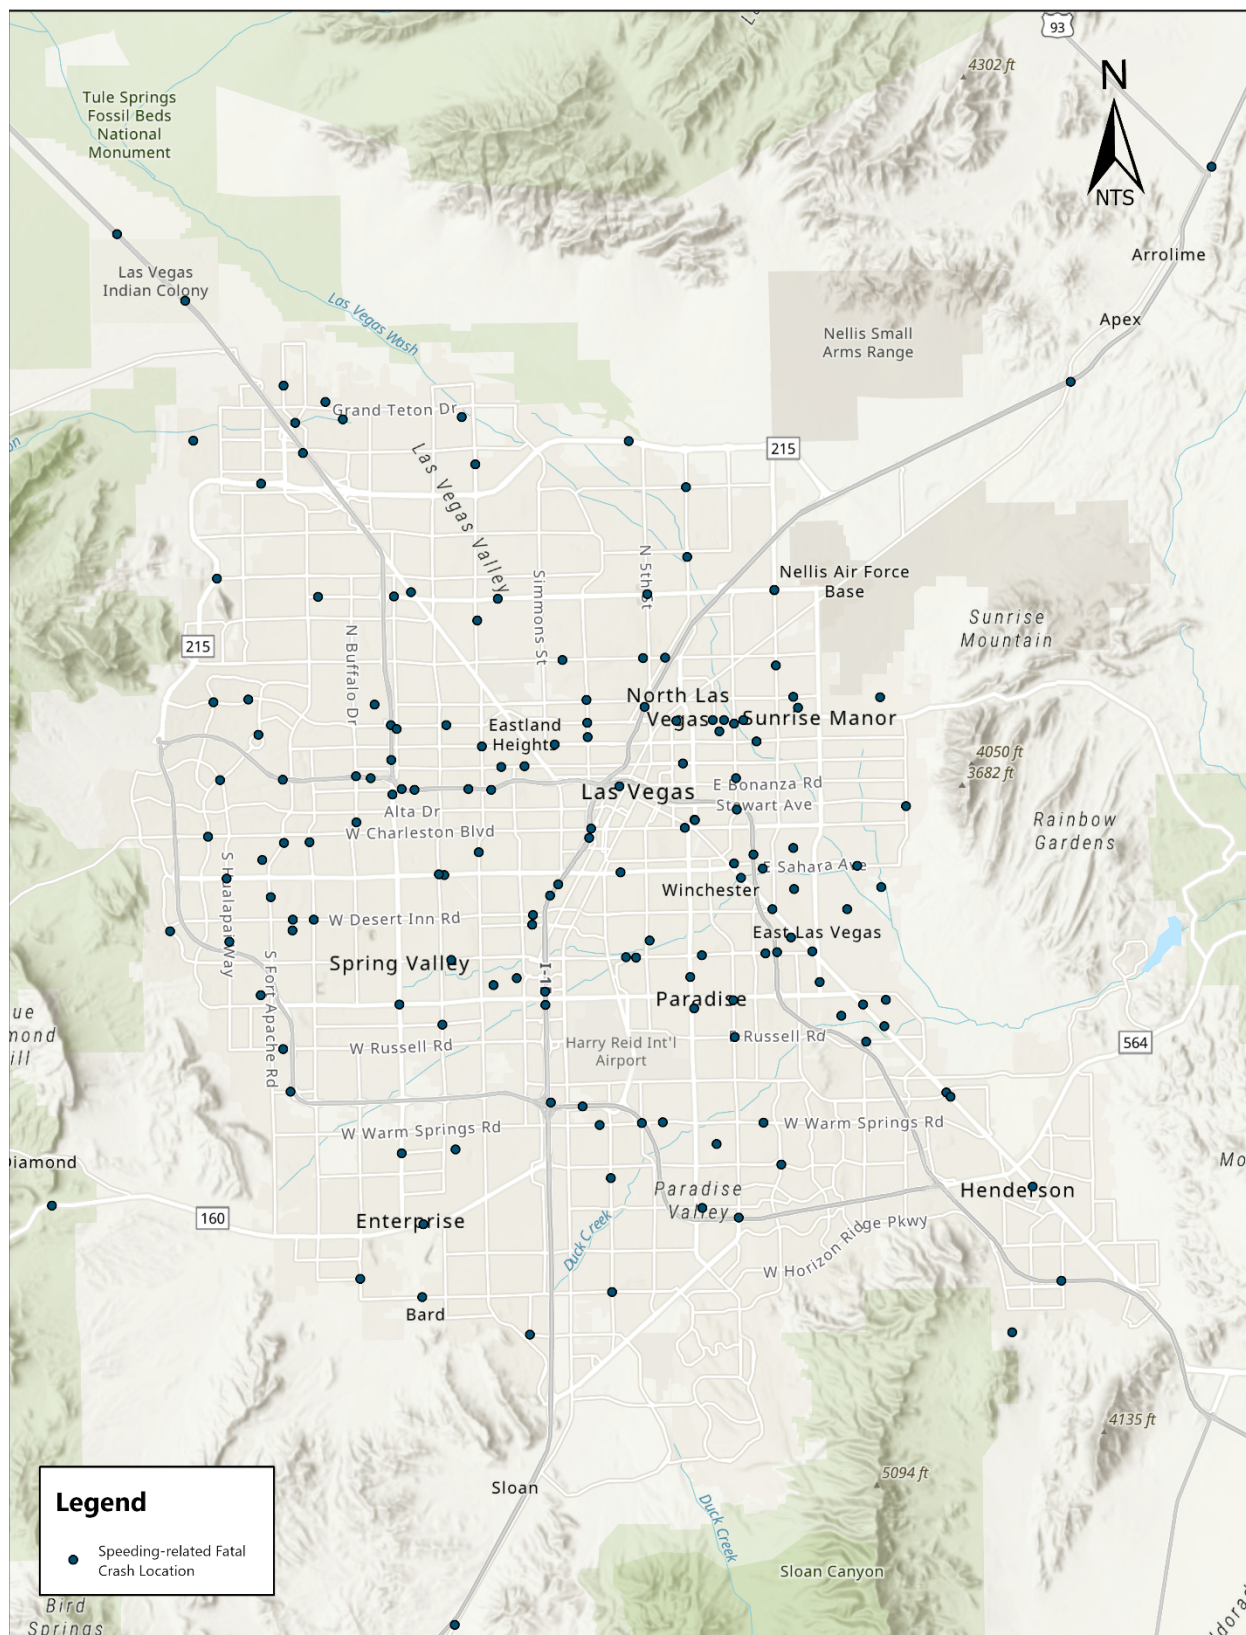 93
4302 ft
N
NTS
Tule Springs
Fossil Beds
National
Monument
Arrolime
Las Vegas
Indian Colony
Las Vegas Wash
Apex
Nellis Small
Arms Range
Grand Teton Dr
215
Las Vegas Valley
Simmons St
N 5th St
Nellis Air Force
Base
Sunrise
Mountain
N Buffalo Dr
215
North Las
Vegas
Sunrise Manor
Eastland
Heights
4050 ft
3682 ft
E Bonanza Rd
Las Vegas
Stewart Ave
Alta Dr
W Charleston Blvd
Rainbow
Gardens
S Hualapai Way
E Sahara Ave
Winchester
W Desert Inn Rd
East Las Vegas
S Fort Apache Rd
Spring Valley
I-1
Paradise
W Russell Rd
Harry Reid Int'l
Airport
E Russell Rd
564
W Warm Springs Rd
W Warm Springs Rd
Diamond
Paradise
Valley
Henderson
160
Enterprise
Duck Creek
W Horizon Ridge Pkwy
Bard
4135 ft
Sloan
5094 ft
Duck Creek
Sloan Canyon
Legend
Speeding-related Fatal
Crash Location
Bird
Springs